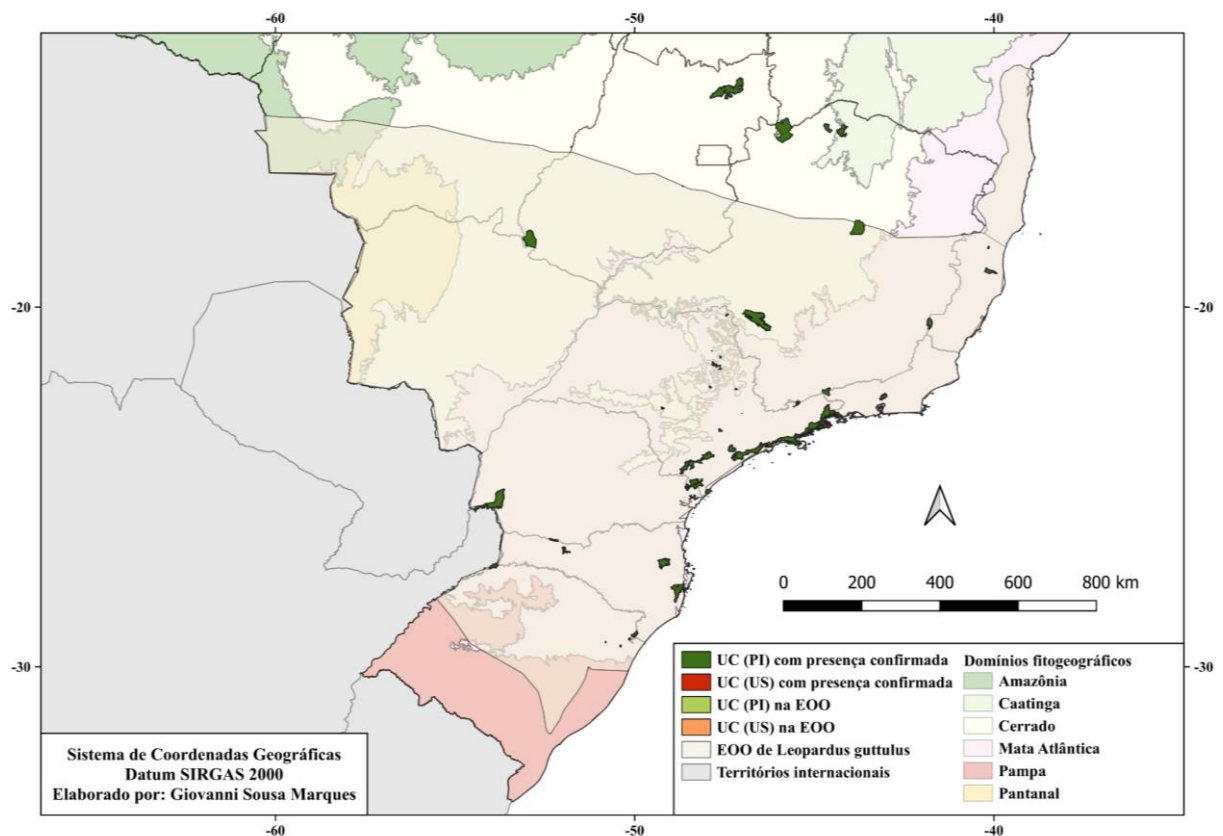 -60 -50 -40
-20 -20
0 200 400 600 800 km
-30 -30
UC (PI) com presença confirmada
UC (US) com presença confirmada
UC (PI) na EOO
UC (US) na EOO
EOO de Leopardus guttulus
Territórios internacionais
Domínios fitogeográficos
Amazônia
Caatinga
Cerrado
Mata Atlântica
Pampa
Pantanal
Sistema de Coordenadas Geográficas
Datum SIRGAS 2000
Elaborado por: Giovanni Sousa Marques
-60 -50 -40